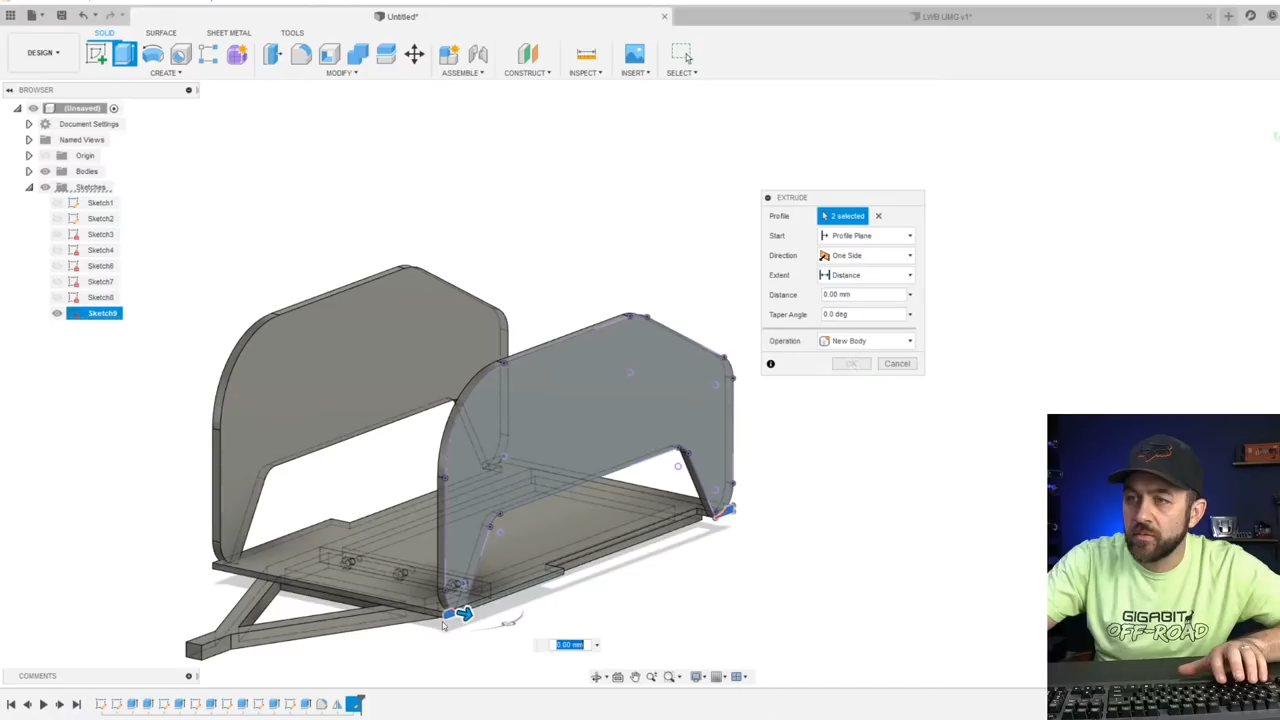 Untitled*
LWB UMG v1*
DESIGN
SOLID
SURFACE
SHEET METAL
TOOLS
CREATE
MODIFY
ASSEMBLE
CONSTRUCT
INSPECT
INSERT
SELECT
BROWSER
(Unsaved)
Document Settings
Named Views
Origin
Bodies
Sketches
Sketch1
Sketch2
Sketch3
Sketch4
Sketch6
Sketch7
Sketch8
Sketch9
EXTRUDE
Profile
2 selected
Start
Profile Plane
Direction
One Side
Extent
Distance
Distance
0.00 mm
Taper Angle
0.0 deg
Operation
New Body
OK
Cancel
0.00 mm
COMMENTS
GIGABIT
OFF-ROAD